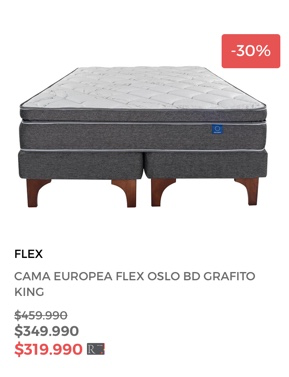 -30%
FLEX
CAMA EUROPEA FLEX OSLO BD GRAFITO
KING
$459.990
$349.990
$319.990